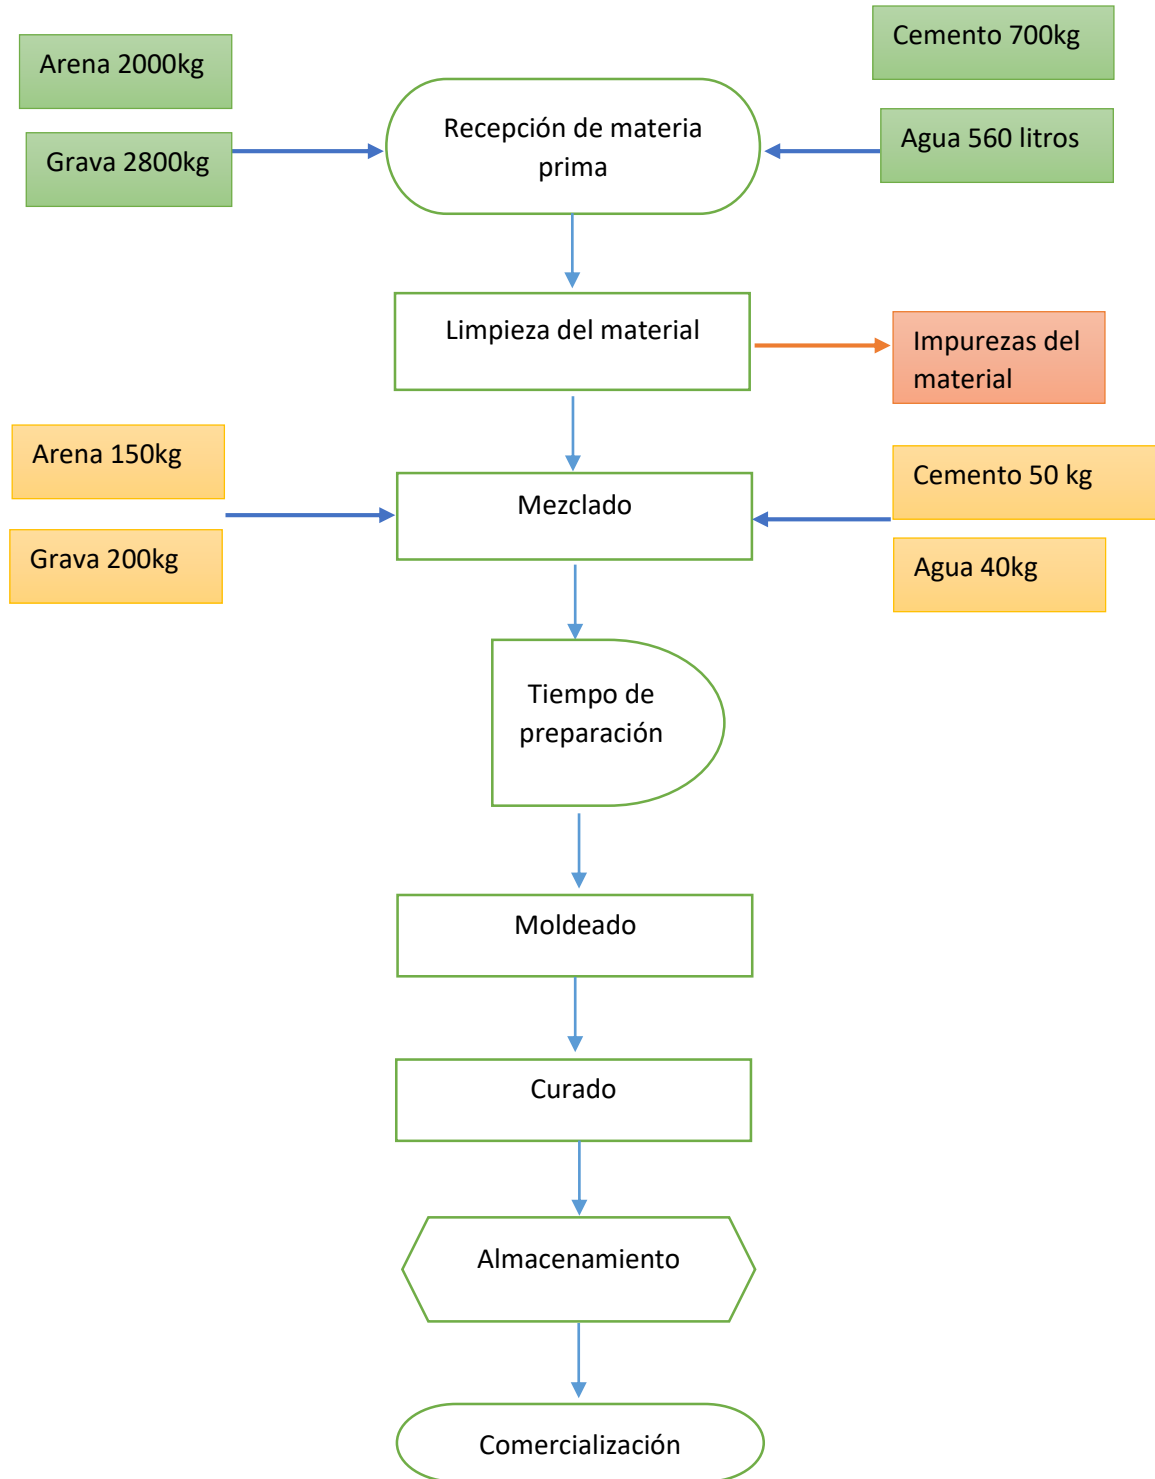 Arena 2000kg
Cemento 700kg
Recepción de materia
prima
Grava 2800kg
Agua 560 litros
Limpieza del material
Impurezas del
material
Arena 150kg
Cemento 50 kg
Mezclado
Grava 200kg
Agua 40kg
Tiempo de
preparación
Moldeado
Curado
Almacenamiento
Comercialización